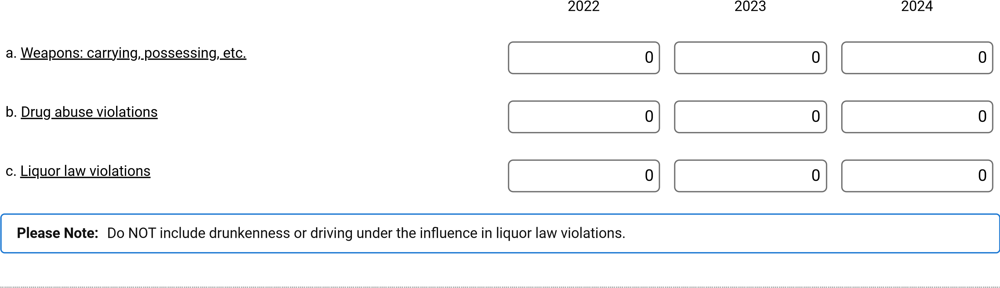 2022 2023 2024
a. Weapons: carrying, possessing, etc. 0 0 0
b. Drug abuse violations 0 0 0
c. Liquor law violations 0 0 0
Please Note: Do NOT include drunkenness or driving under the influence in liquor law violations.